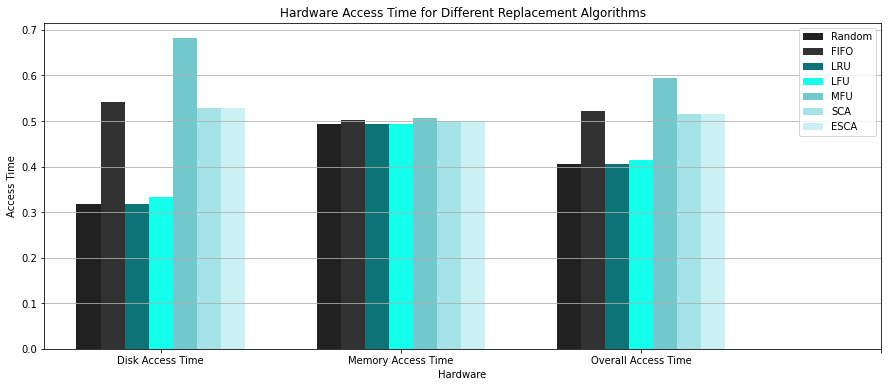 Hardware Access Time for Different Replacement Algorithms
0.7
0.6
0.5
0.4
0.3
0.2
0.1
0.0
Access Time
Random
FIFO
LRU
LFU
MFU
SCA
ESCA
Disk Access Time
Memory Access Time
Overall Access Time
Hardware